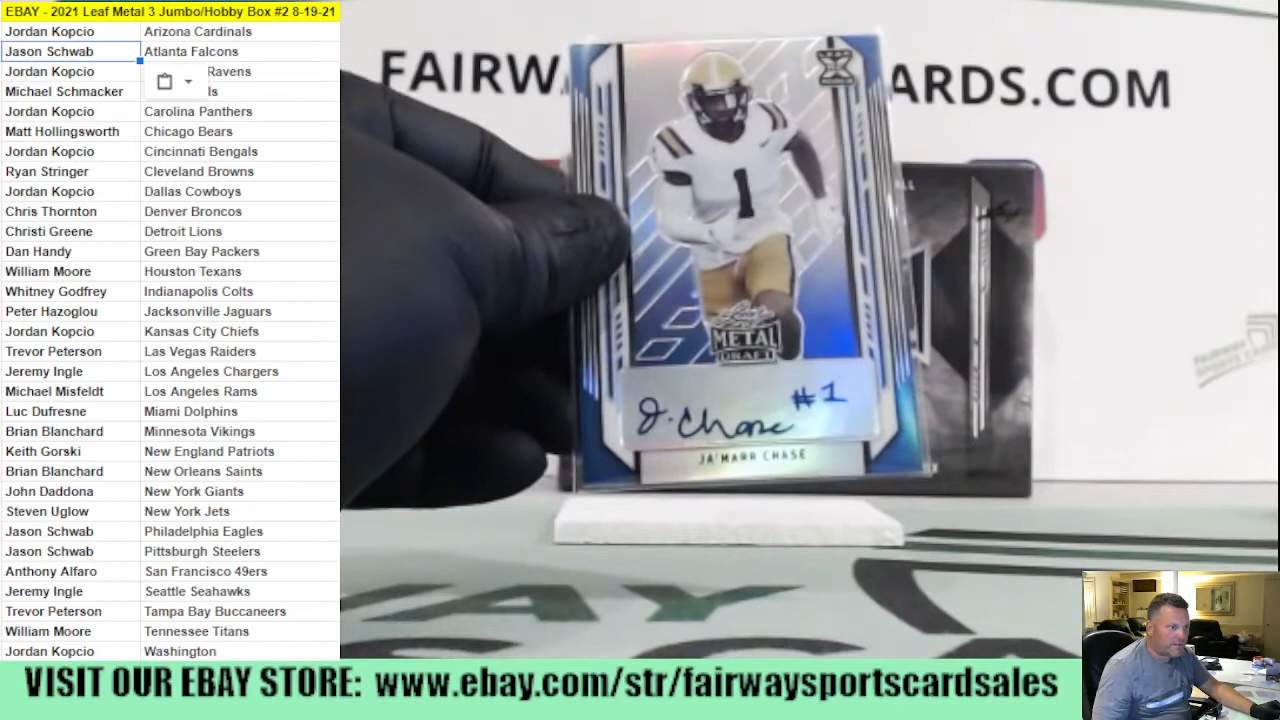 EBAY - 2021 Leaf Metal 3 Jumbo/Hobby Box #2 8-19-21
Jordan Kopcio Arizona Cardinals
Jason Schwab Atlanta Falcons
Jordan Kopcio Ravens
Michael Schmacker ls
Jordan Kopcio Carolina Panthers
Matt Hollingsworth Chicago Bears
Jordan Kopcio Cincinnati Bengals
Ryan Stringer Cleveland Browns
Jordan Kopcio Dallas Cowboys
Chris Thornton Denver Broncos
Christi Greene Detroit Lions
Dan Handy Green Bay Packers
William Moore Houston Texans
Whitney Godfrey Indianapolis Colts
Peter Hazoglou Jacksonville Jaguars
Jordan Kopcio Kansas City Chiefs
Trevor Peterson Las Vegas Raiders
Jeremy Ingle Los Angeles Chargers
Michael Misfeldt Los Angeles Rams
Luc Dufresne Miami Dolphins
Brian Blanchard Minnesota Vikings
Keith Gorski New England Patriots
Brian Blanchard New Orleans Saints
John Daddona New York Giants
Steven Uglow New York Jets
Jason Schwab Philadelphia Eagles
Jason Schwab Pittsburgh Steelers
Anthony Alfaro San Francisco 49ers
Jeremy Ingle Seattle Seahawks
Trevor Peterson Tampa Bay Buccaneers
William Moore Tennessee Titans
Jordan Kopcio Washington
FAIRW ARDS.COM
1
Leaf
METAL
DRAFT
J. Chase #1
JA'MARR CHASE
WAY
VISIT OUR EBAY STORE: www.ebay.com/str/fairwaysportscardsales